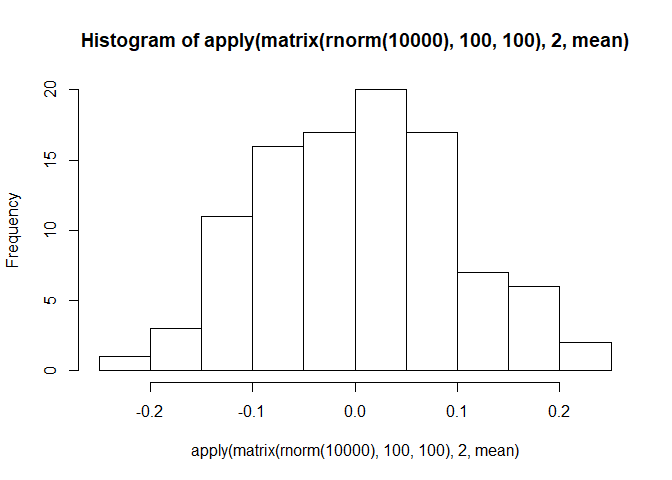 Histogram of apply(matrix(rnorm(10000), 100, 100), 2, mean)
Frequency
20
15
10
5
0
-0.2 -0.1 0.0 0.1 0.2
apply(matrix(rnorm(10000), 100, 100), 2, mean)